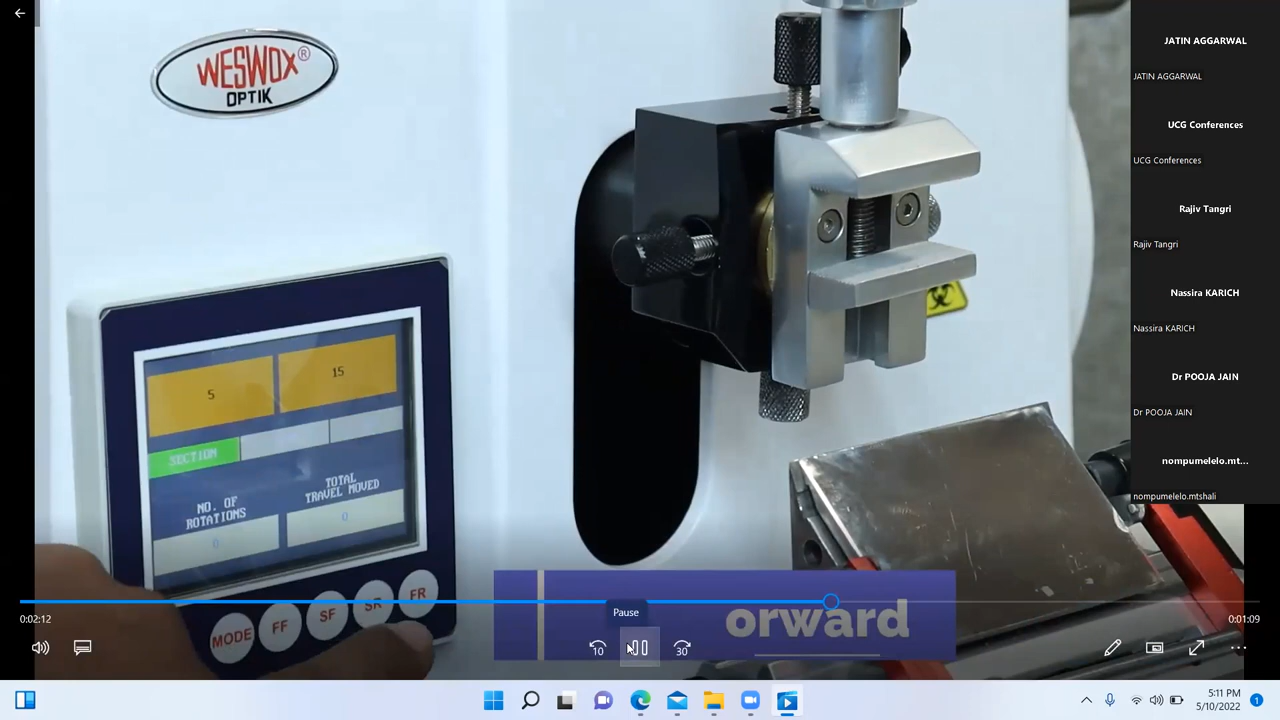 WESWOX®
OPTIK
5
15
SECTION
NO. OF
ROTATIONS
0
TOTAL
TRAVEL MOVED
0
MODE
FF
SF
SR
FR
orward
Pause
0:02:12
0:01:09
10
30
JATIN AGGARWAL
JATIN AGGARWAL
UCG Conferences
UCG Conferences
Rajiv Tangri
Rajiv Tangri
Nassira KARICH
Nassira KARICH
Dr POOJA JAIN
Dr POOJA JAIN
nompumelelo.mt...
nompumelelo.mtshali
5:11 PM
5/10/2022
1